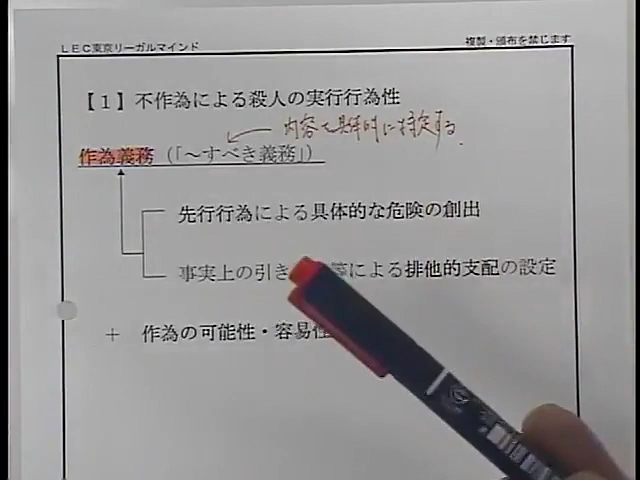 LEC東京リーガルマインド
複製・頒布を禁じます
【1】不作為による殺人の実行行為性
内容を具体的に特定する。
作為義務(「~すべき義務」)
先行行為による具体的な危険の創出
事実上の引き 等による排他的支配の設定
+ 作為の可能性・容易性